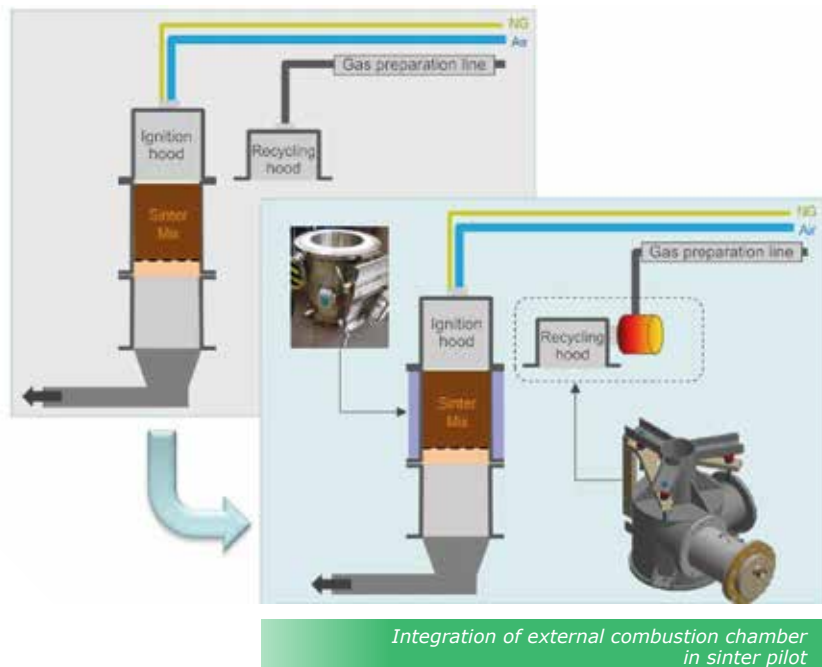 NG
Air
Gas preparation line
Ignition
hood
Recycling
hood
Sinter
Mix
NG
Air
Gas preparation line
Ignition
hood
Recycling
hood
Sinter
Mix
Integration of external combustion chamber
in sinter pilot